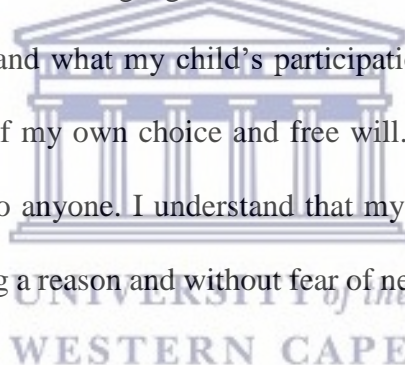 and what my child’s participati
f my own choice and free will.
o anyone. I understand that my
g a reason and without fear of ne
UNIVERSITY of the
WESTERN CAPE